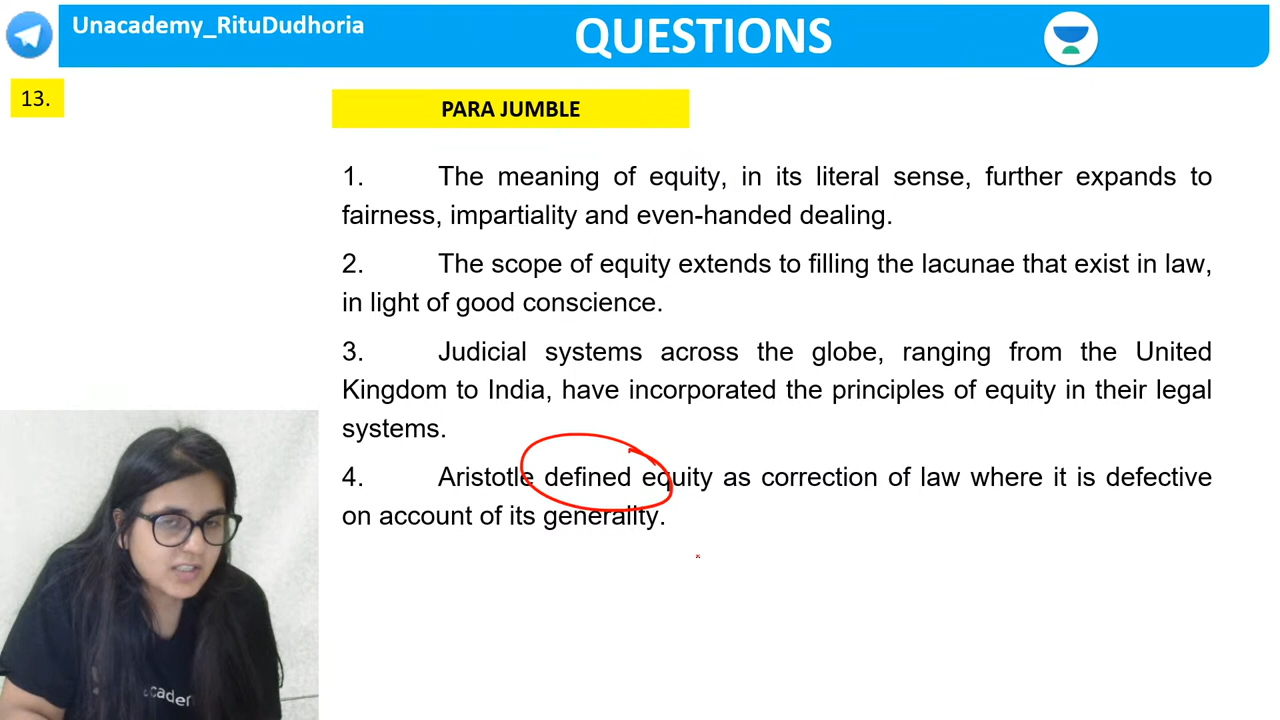 Unacademy_RituDudhoria
QUESTIONS
13.
PARA JUMBLE
1. The meaning of equity, in its literal sense, further expands to
fairness, impartiality and even-handed dealing.
2. The scope of equity extends to filling the lacunae that exist in law,
in light of good conscience.
3. Judicial systems across the globe, ranging from the United
Kingdom to India, have incorporated the principles of equity in their legal
systems.
4. Aristotle defined equity as correction of law where it is defective
on account of its generality.